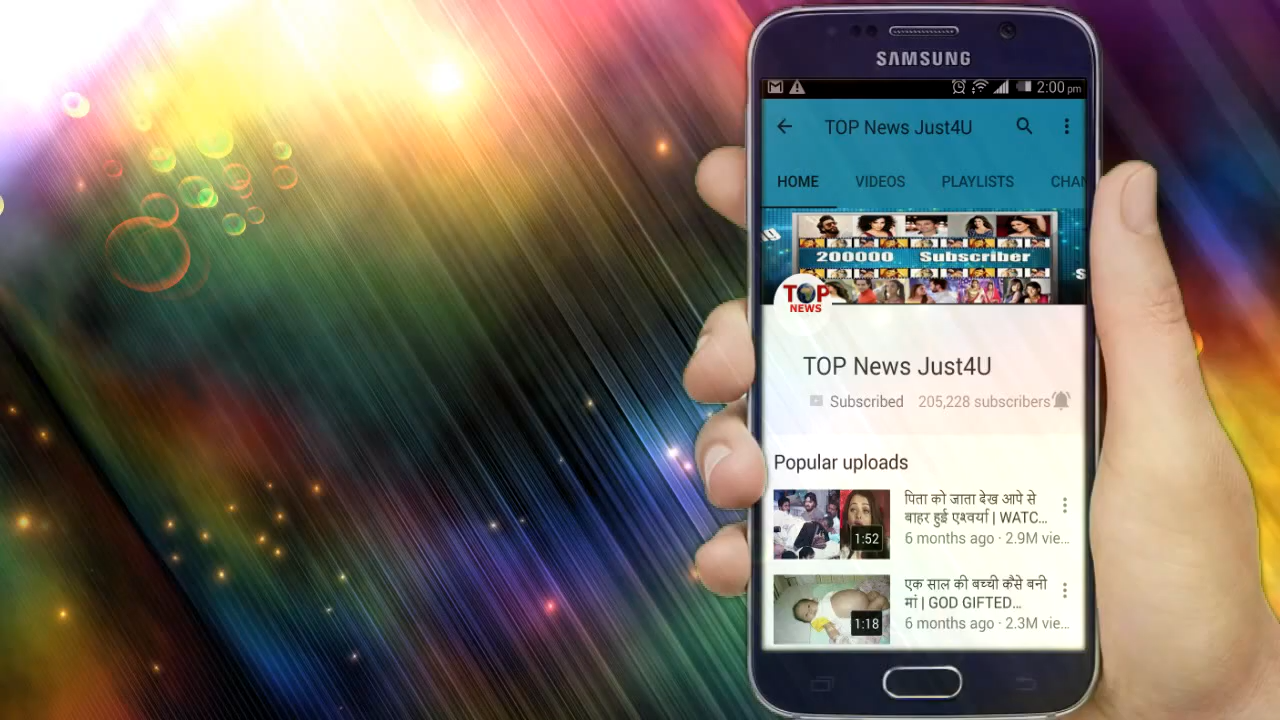 SAMSUNG
2:00 pm
TOP News Just4U
HOME VIDEOS PLAYLISTS CHAN
200000 Subscriber
TOP
NEWS
TOP News Just4U
Subscribed 205,228 subscribers
Popular uploads
पिता को जाता देख आपे से
बाहर हुई एश्वर्या | WATC...
6 months ago · 2.9M vie...
1:52
एक साल की बच्ची कैसे बनी
मां | GOD GIFTED...
6 months ago · 2.3M vie...
1:18